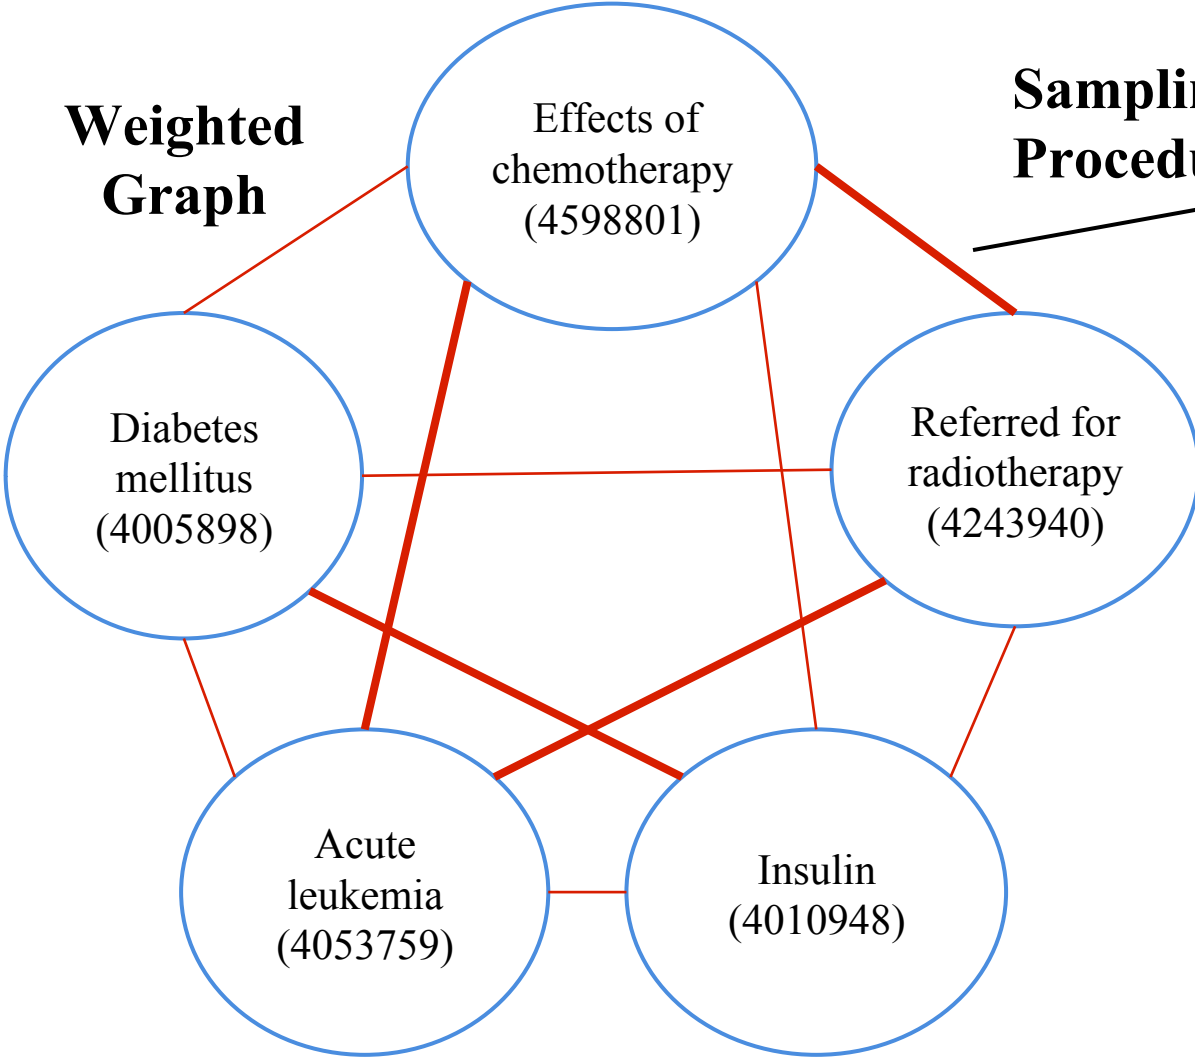 Weighted
Graph
Effects of
chemotherapy
(4598801)
Diabetes
mellitus
(4005898)
Referred for
radiotherapy
(4243940)
Acute
leukemia
(4053759)
Insulin
(4010948)